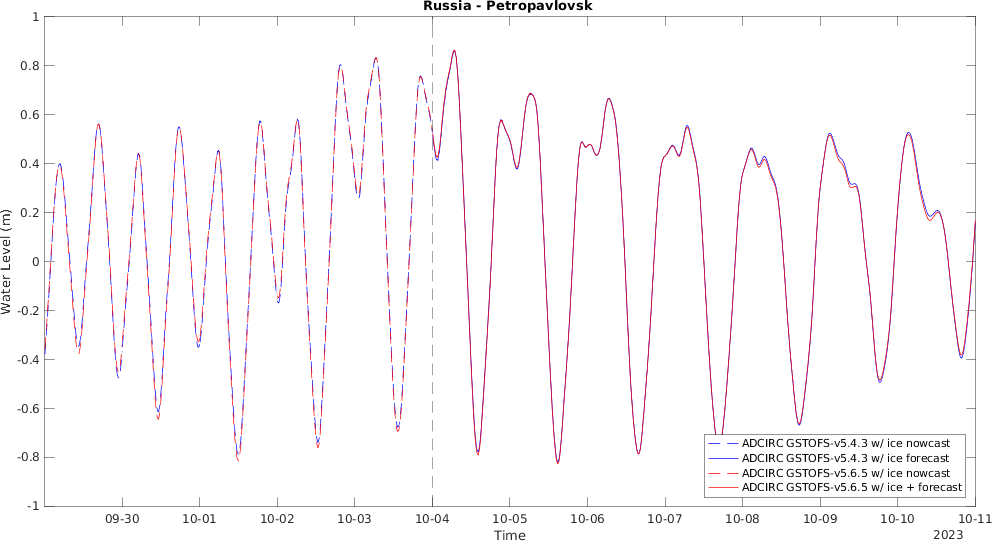 Russia - Petropavlovsk
Water Level (m)
1
0.8
0.6
0.4
0.2
0
-0.2
-0.4
-0.6
-0.8
-1
ADCIRC GSTOFS-v5.4.3 w/ ice nowcast
ADCIRC GSTOFS-v5.4.3 w/ ice forecast
ADCIRC GSTOFS-v5.6.5 w/ ice nowcast
ADCIRC GSTOFS-v5.6.5 w/ ice + forecast
09-30 10-01 10-02 10-03 10-04 10-05 10-06 10-07 10-08 10-09 10-10 10-11
Time
2023